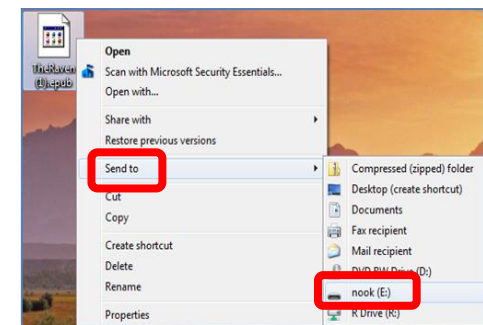 TheRaven
(1).epub
Open
Scan with Microsoft Security Essentials...
Open with...
Share with
Restore previous versions
Send to
Cut
Copy
Create shortcut
Delete
Rename
Properties
Compressed (zipped) folder
Desktop (create shortcut)
Documents
Fax recipient
Mail recipient
DVD RW Drive (D:)
nook (E:)
R Drive (R:)